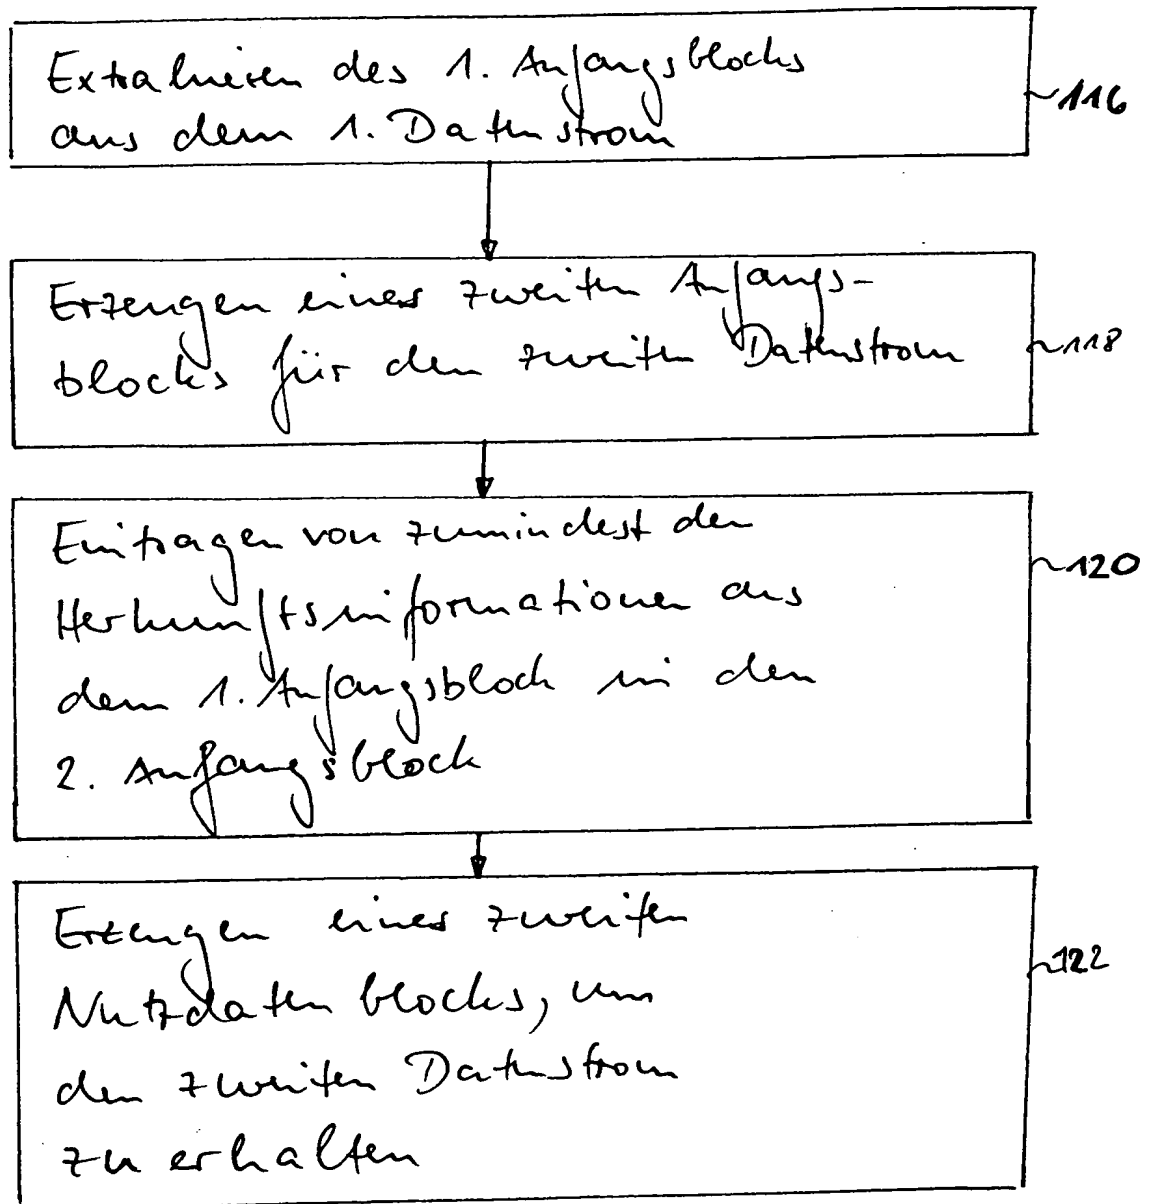 Extrahieren des 1. Anfangsblocks
aus dem 1. Datenstrom
116
Erzeugen eines zweiten Anfangs-
blocks für den zweiten Datenstrom
118
Eintragen von zumindest den
Herkunftsinformationen aus
dem 1. Anfangsblock in den
2. Anfangsblock
120
Erzeugen eines zweiten
Nutzdatenblocks, um
den zweiten Datenstrom
zu erhalten
122